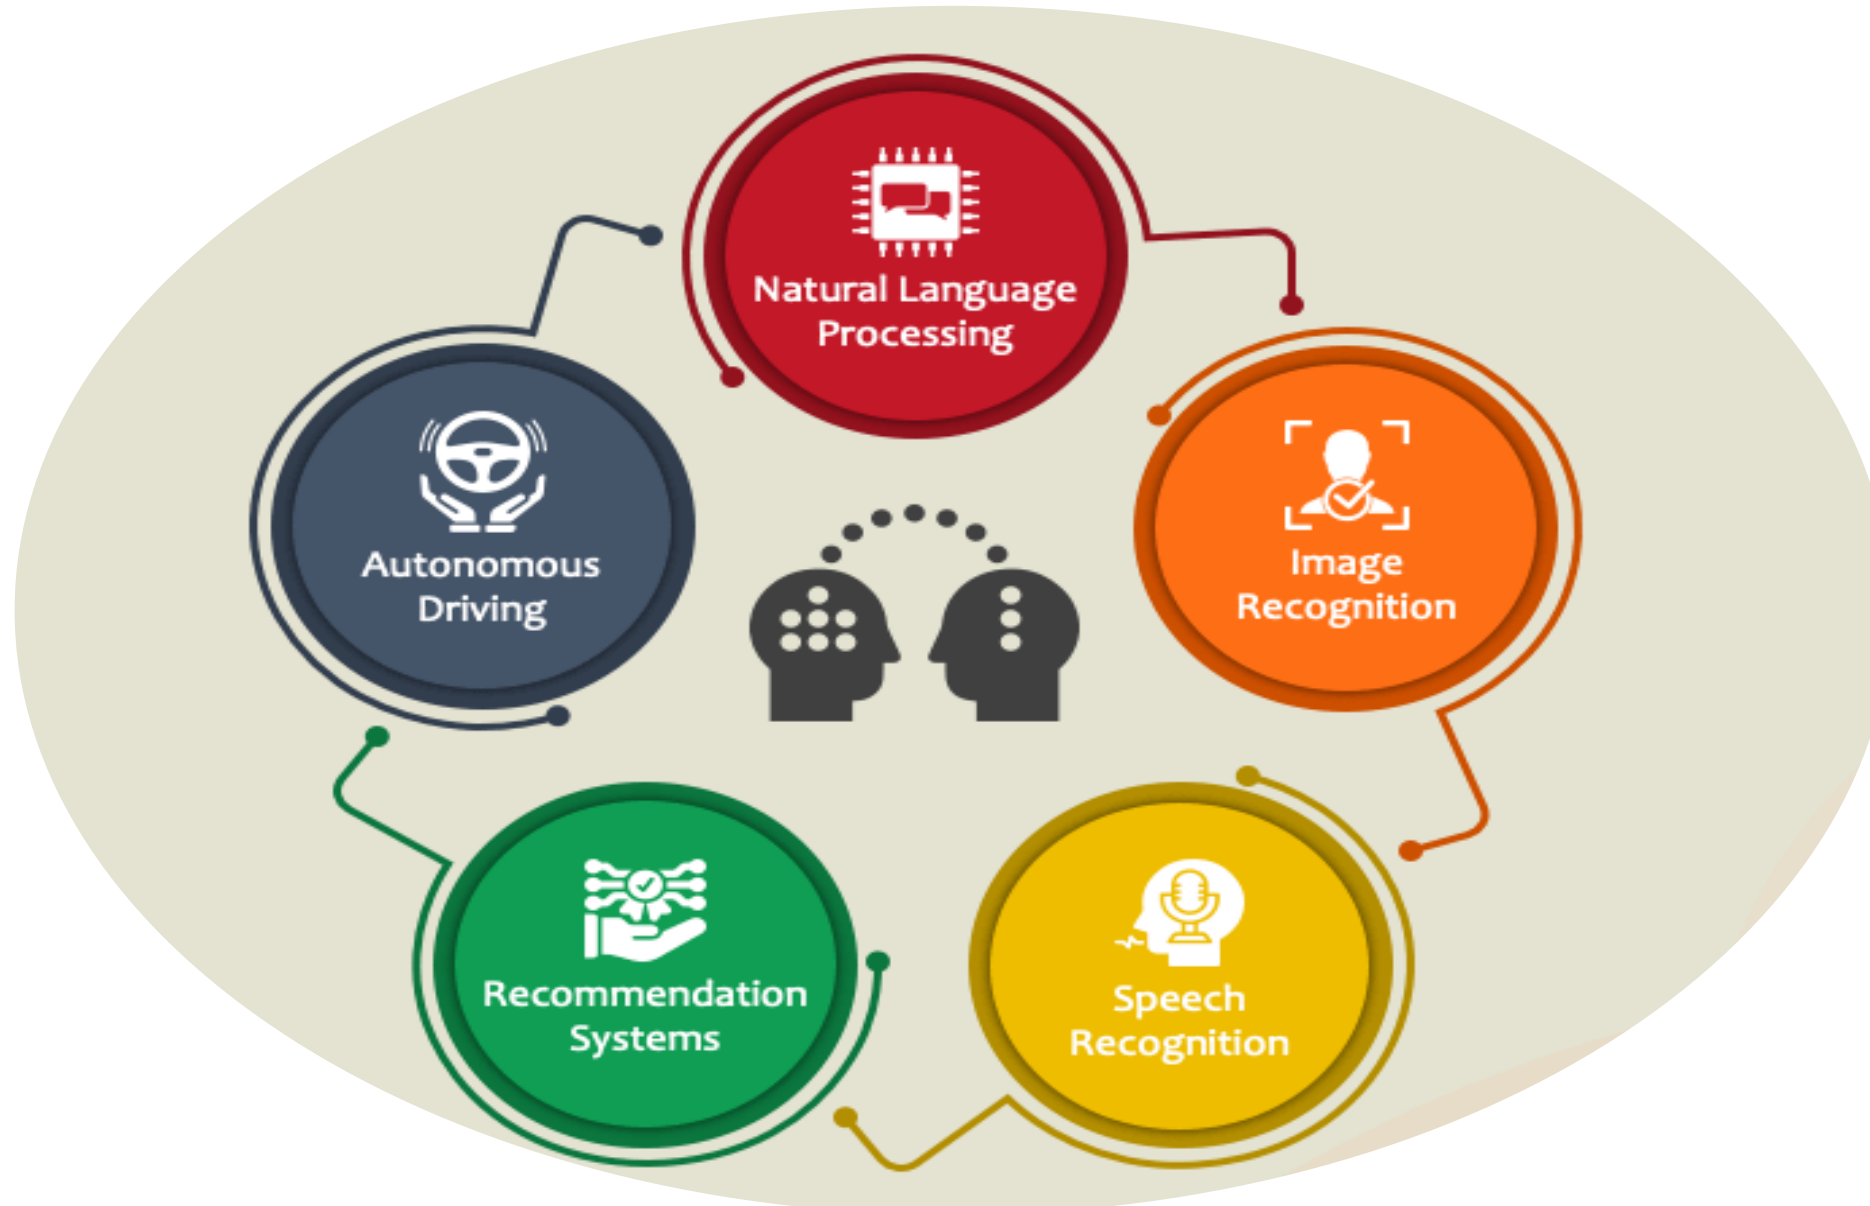 Natural Language
Processing
Image
Recognition
Speech
Recognition
Recommendation
Systems
Autonomous
Driving